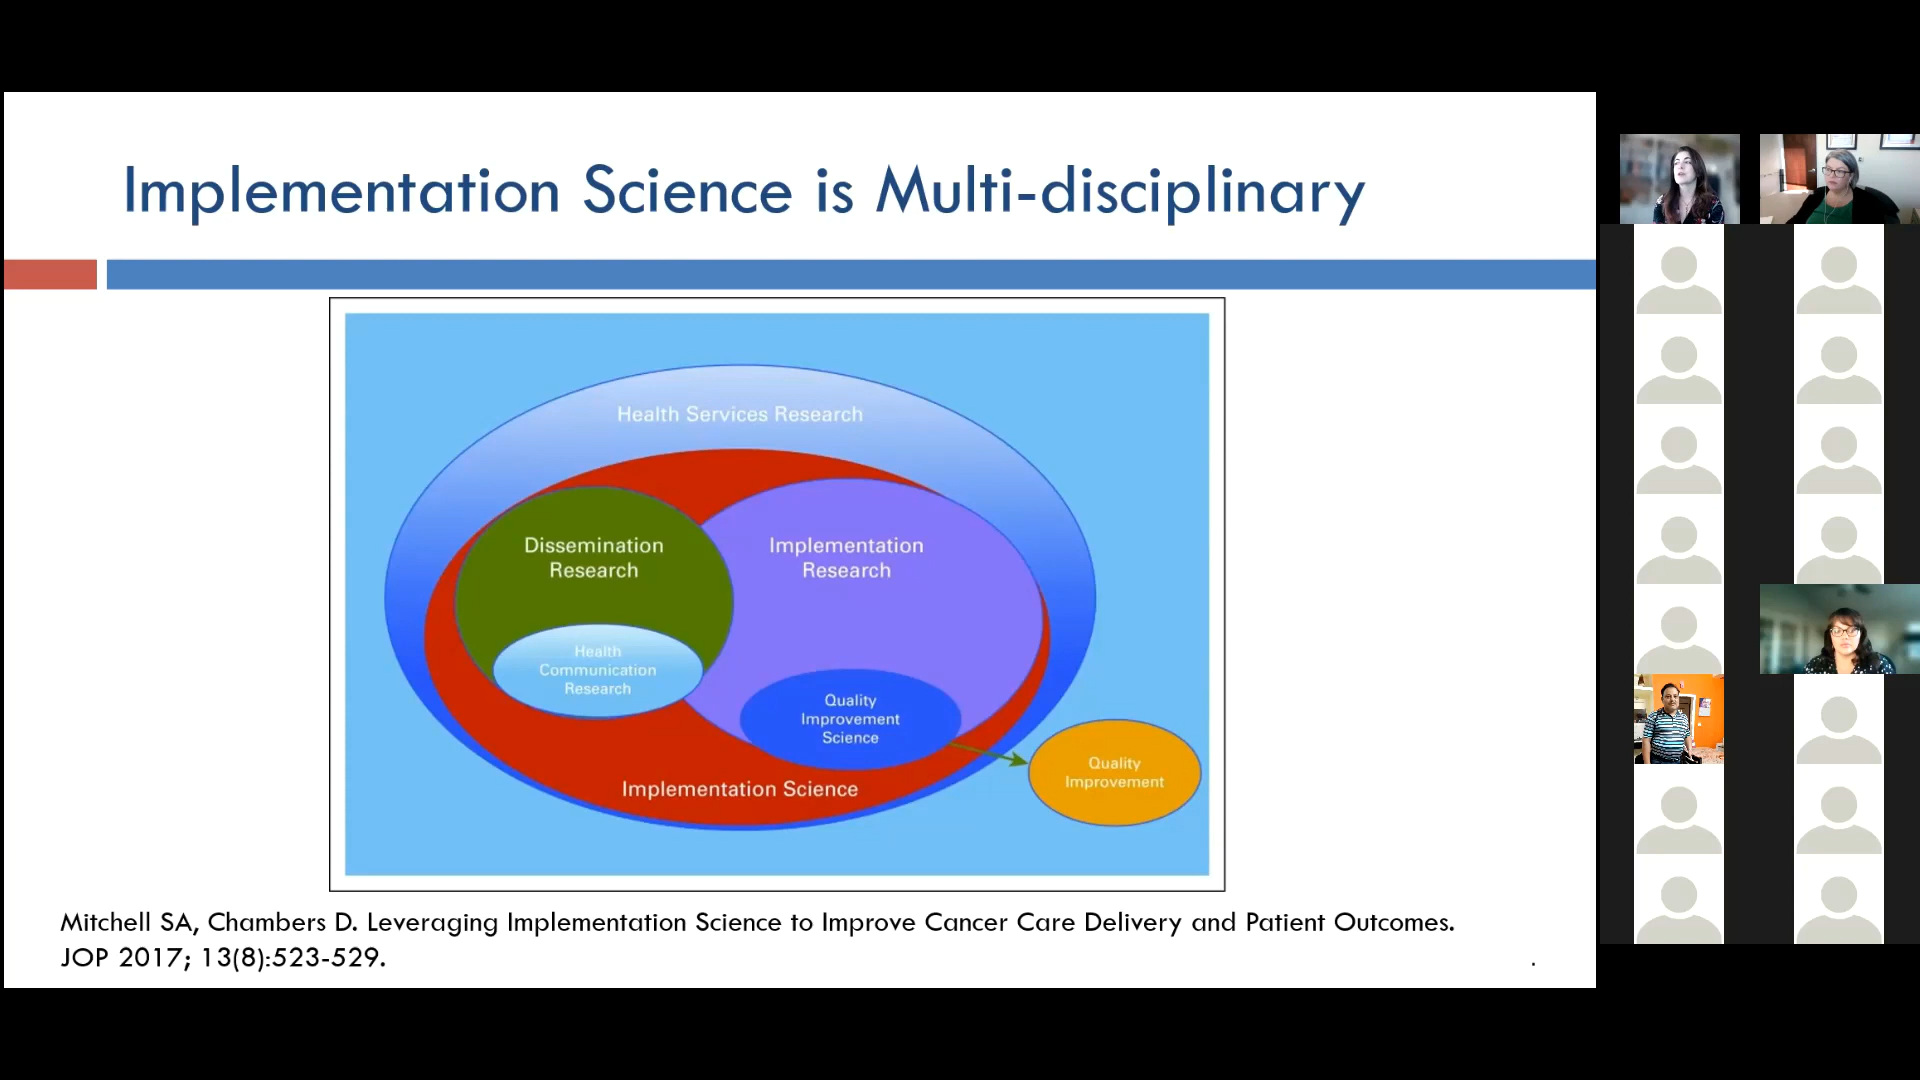 Implementation Science is Multi-disciplinary
Health Services Research
Dissemination
Research
Implementation
Research
Health
Communication
Research
Quality
Improvement
Science
Quality
Improvement
Implementation Science
Mitchell SA, Chambers D. Leveraging Implementation Science to Improve Cancer Care Delivery and Patient Outcomes.
JOP 2017; 13(8):523-529.
.